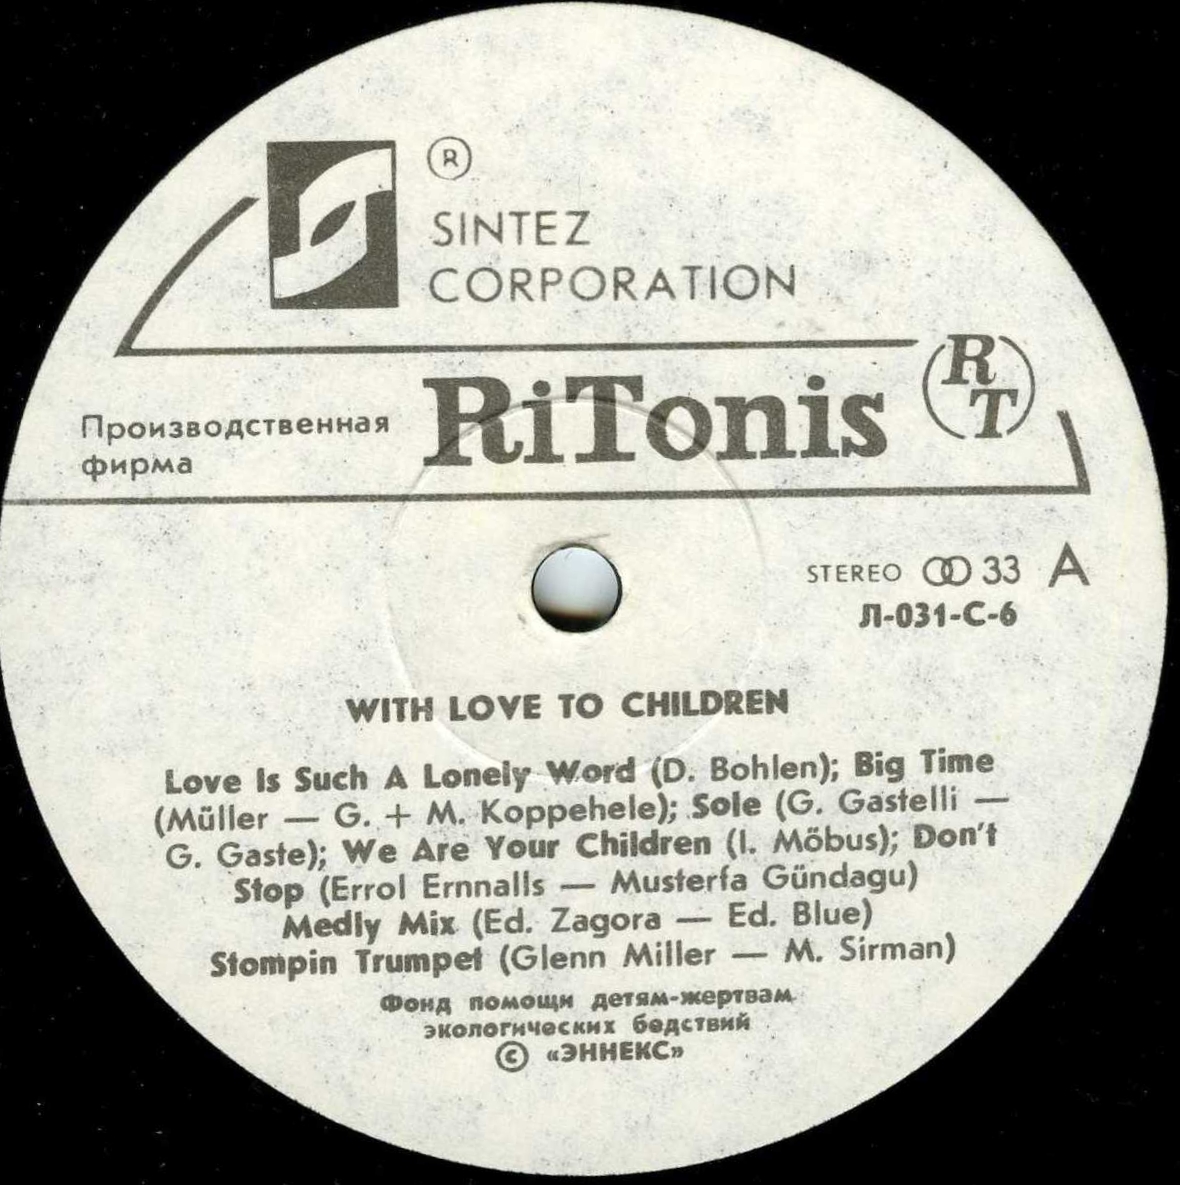 ®
SINTEZ
CORPORATION
Производственная
фирма
RiTonis
RT
STEREO 33 A
Л-031-С-6
WITH LOVE TO CHILDREN
Love Is Such A Lonely Word (D. Bohlen); Big Time
(Müller — G. + M. Koppehele); Sole (G. Gastelli —
G. Gaste); We Are Your Children (I. Möbus); Don't
Stop (Errol Ernnalls — Musterfa Gündagu)
Medly Mix (Ed. Zagora — Ed. Blue)
Stompin Trumpet (Glenn Miller — M. Sirman)
Фонд помощи детям-жертвам
экологических бедствий
© «ЭННЕКС»